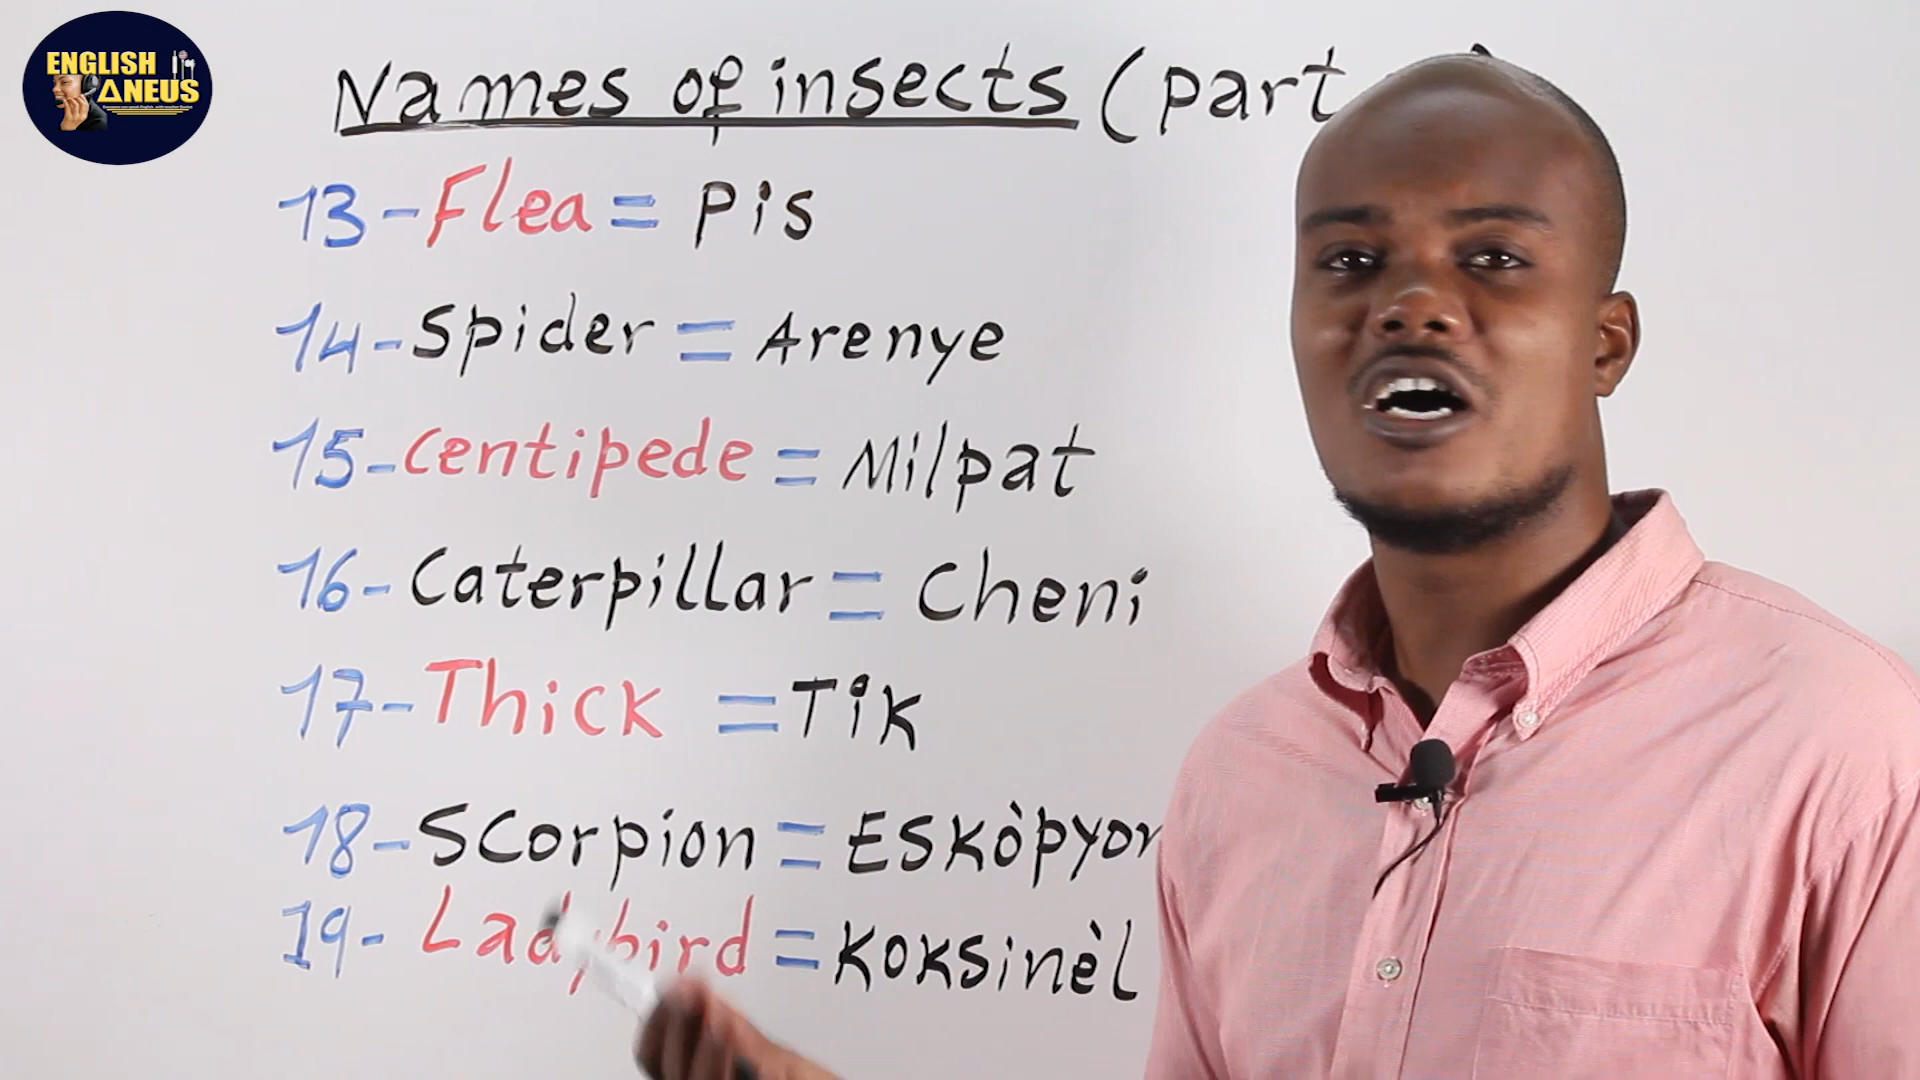 ENGLISH
ANEUS
Names of insects (part
13-Flea = Pis
14-Spider = Arenye
15-Centipede = Milpat
16-Caterpillar = Cheni
17-Thick = Tik
18-Scorpion = Eskòpyon
19-Ladybird = Koksinèl